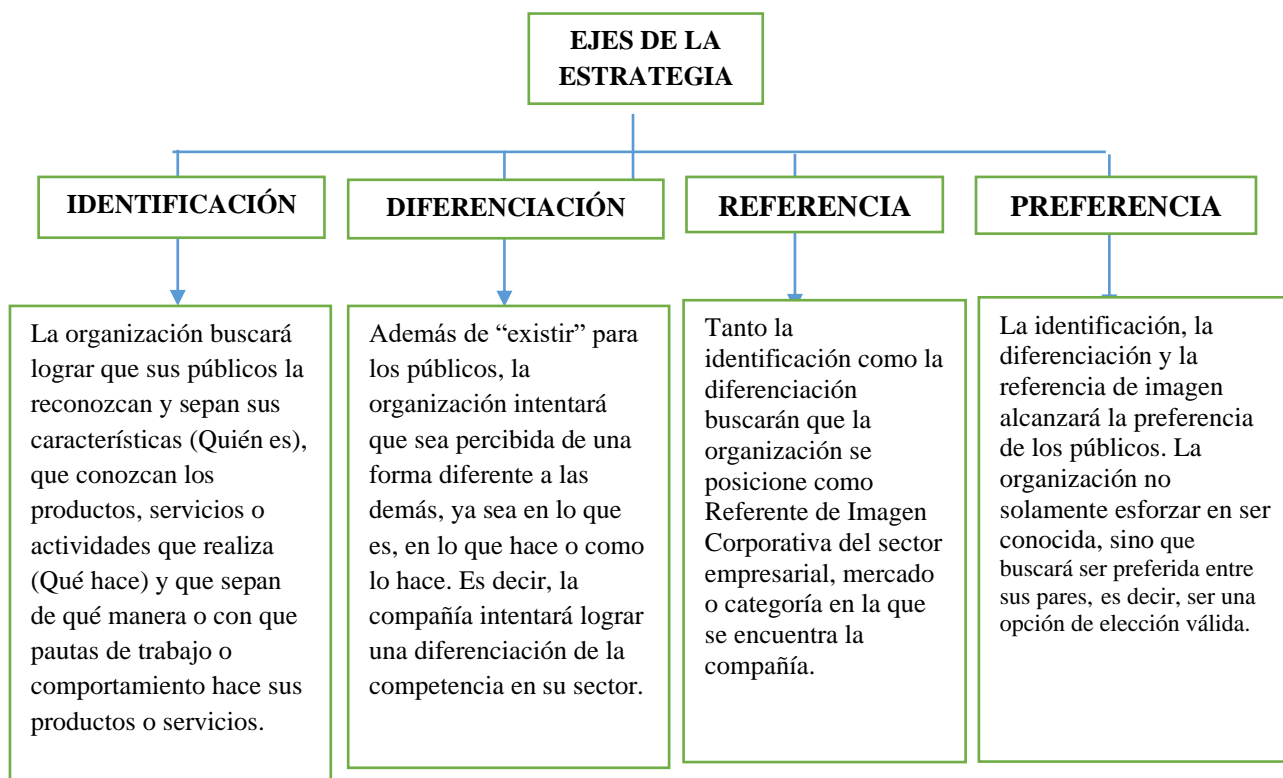 EJES DE LA
ESTRATEGIA
IDENTIFICACIÓN
La organización buscará
lograr que sus públicos la
reconozcan y sepan sus
características (Quién es),
que conozcan los
productos, servicios o
actividades que realiza
(Qué hace) y que sepan
de qué manera o con que
pautas de trabajo o
comportamiento hace sus
productos o servicios.
DIFERENCIACIÓN
Además de “existir” para
los públicos, la
organización intentará
que sea percibida de una
forma diferente a las
demás, ya sea en lo que
es, en lo que hace o como
lo hace. Es decir, la
compañía intentará lograr
una diferenciación de la
competencia en su sector.
REFERENCIA
Tanto la
identificación como la
diferenciación
buscarán que la
organización se
posicione como
Referente de Imagen
Corporativa del sector
empresarial, mercado
o categoría en la que
se encuentra la
compañía.
PREFERENCIA
La identificación, la
diferenciación y la
referencia de imagen
alcanzará la preferencia
de los públicos. La
organización no
solamente esforzar en ser
conocida, sino que
buscará ser preferida entre
sus pares, es decir, ser una
opción de elección válida.